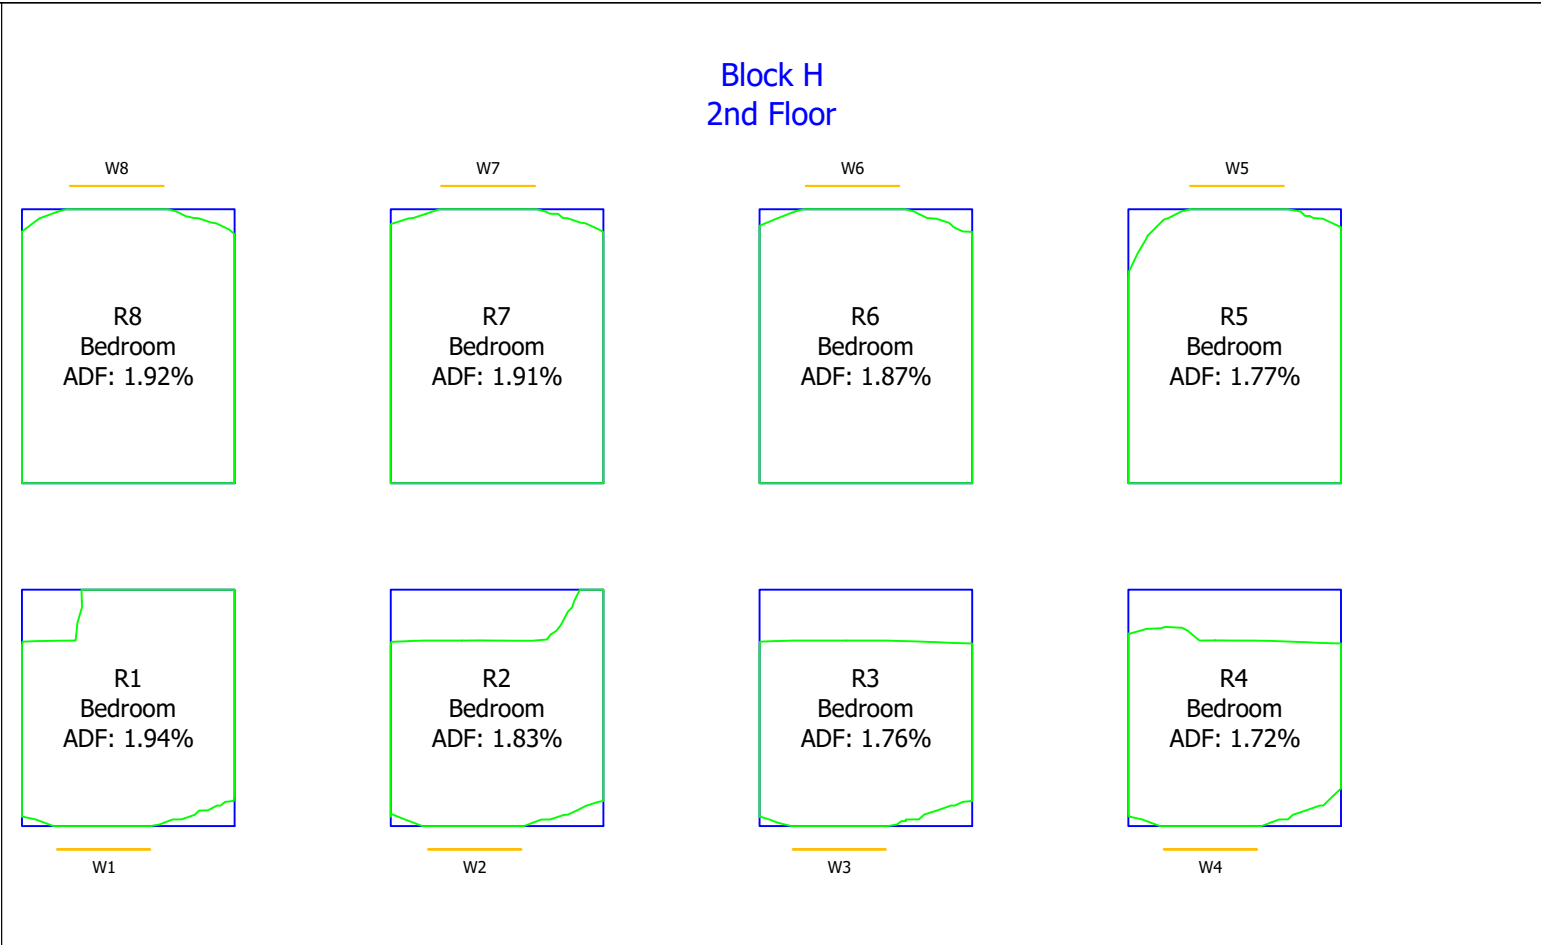 Block H
2nd Floor
W8
W7
W6
W5
R8
Bedroom
ADF: 1.92%
R7
Bedroom
ADF: 1.91%
R6
Bedroom
ADF: 1.87%
R5
Bedroom
ADF: 1.77%
R1
Bedroom
ADF: 1.94%
R2
Bedroom
ADF: 1.83%
R3
Bedroom
ADF: 1.76%
R4
Bedroom
ADF: 1.72%
W1
W2
W3
W4